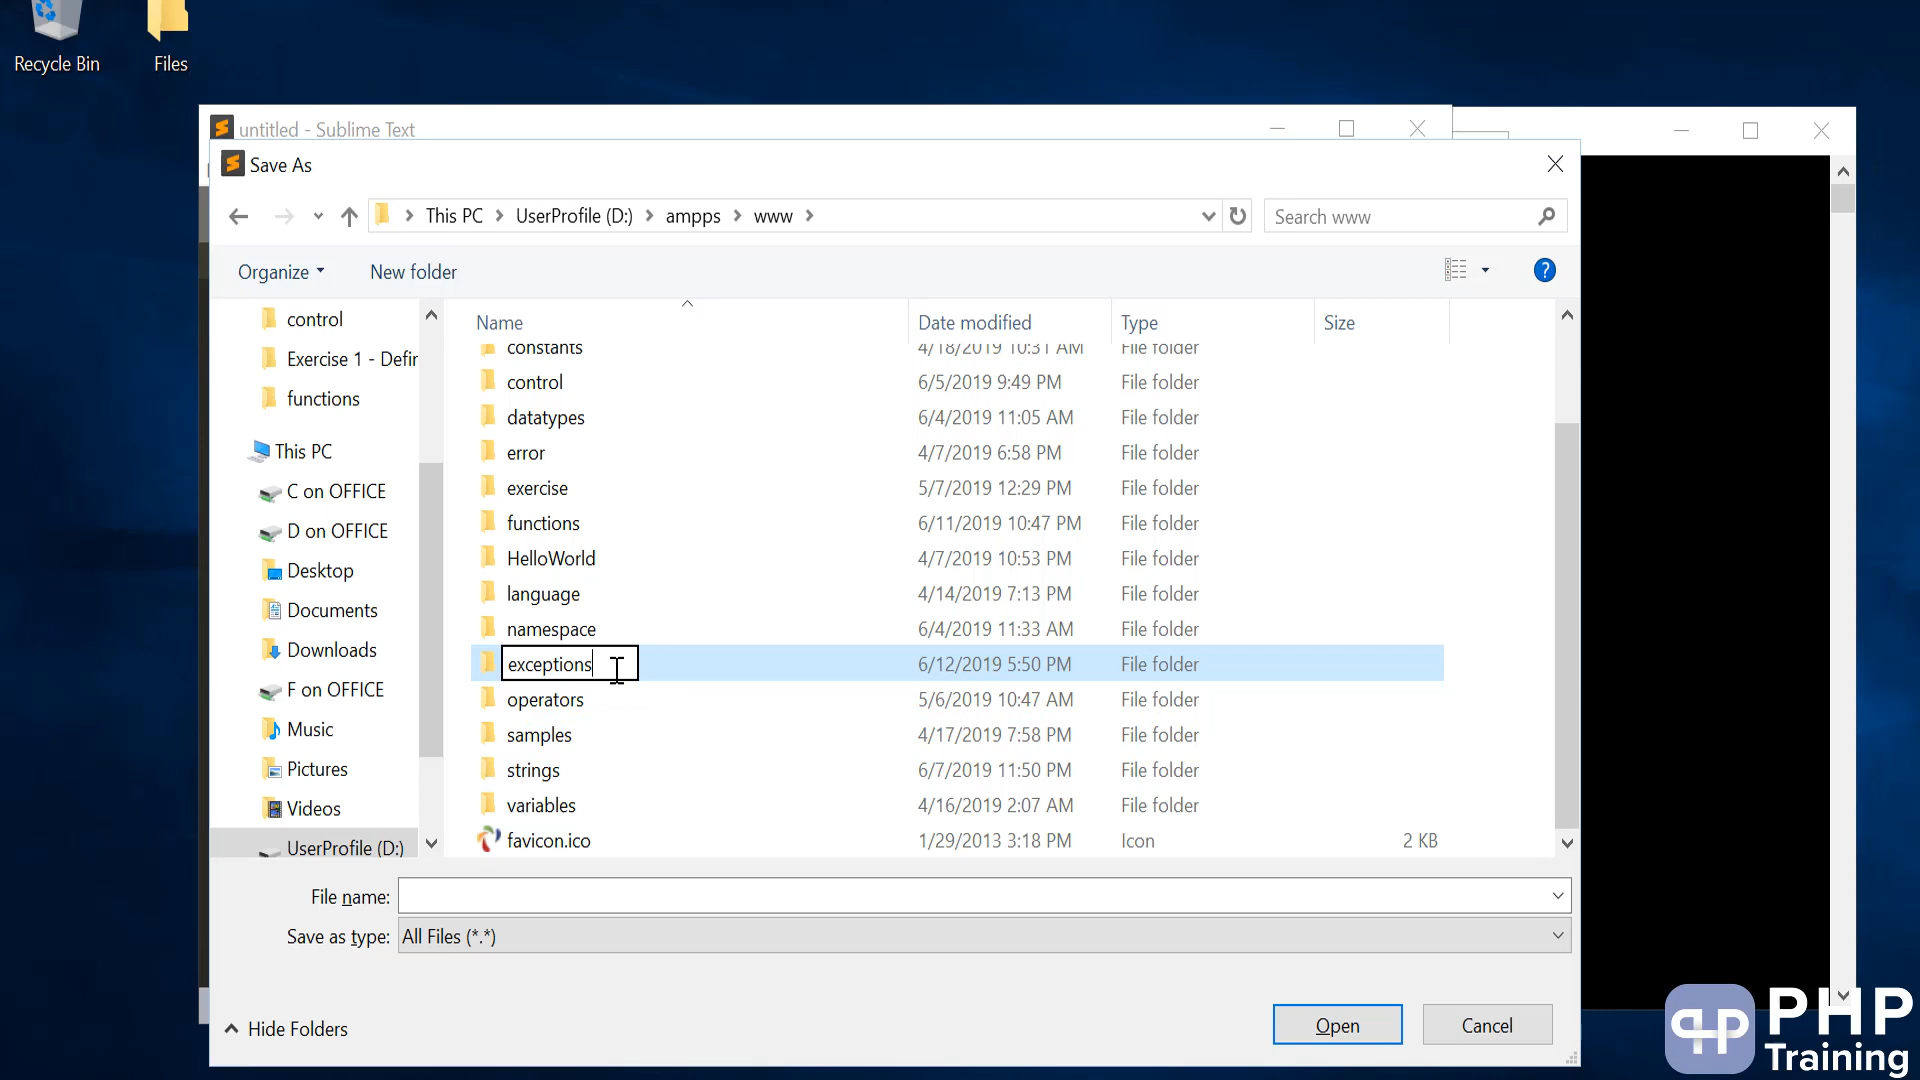 Recycle Bin
Files
untitled - Sublime Text
Save As
This PC
UserProfile (D:)
ampps
www
Search www
Organize
New folder
?
control
Exercise 1 - Defir
functions
This PC
C on OFFICE
D on OFFICE
Desktop
Documents
Downloads
F on OFFICE
Music
Pictures
Videos
UserProfile (D:)
Name Date modified Type Size
constants 4/18/2019 10:31 AM File folder
control 6/5/2019 9:49 PM File folder
datatypes 6/4/2019 11:05 AM File folder
error 4/7/2019 6:58 PM File folder
exercise 5/7/2019 12:29 PM File folder
functions 6/11/2019 10:47 PM File folder
HelloWorld 4/7/2019 10:53 PM File folder
language 4/14/2019 7:13 PM File folder
namespace 6/4/2019 11:33 AM File folder
exceptions 6/12/2019 5:50 PM File folder
operators 5/6/2019 10:47 AM File folder
samples 4/17/2019 7:58 PM File folder
strings 6/7/2019 11:50 PM File folder
variables 4/16/2019 2:07 AM File folder
favicon.ico 1/29/2013 3:18 PM Icon 2 KB
File name:
Save as type: All Files (*.*)
Hide Folders
Open
Cancel
PHP
Training